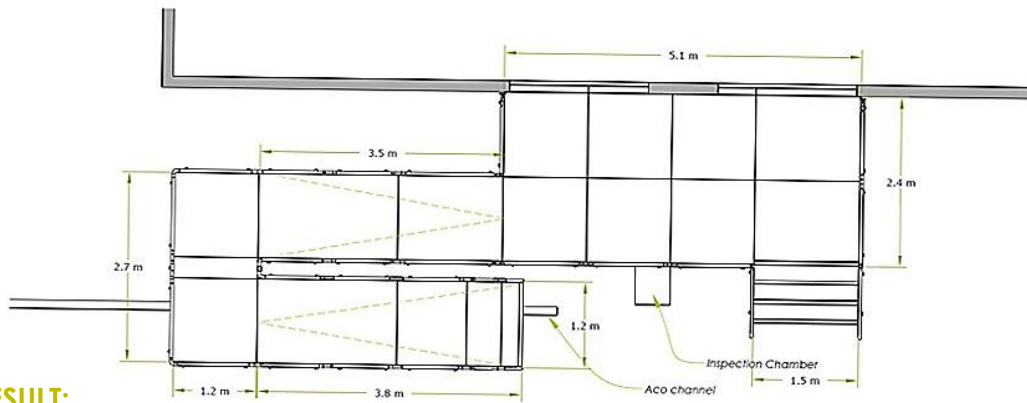 5.1 m
3.5 m
2.4 m
2.7 m
1.2 m
Inspection Chamber
Aco channel
1.2 m
3.8 m
1.5 m